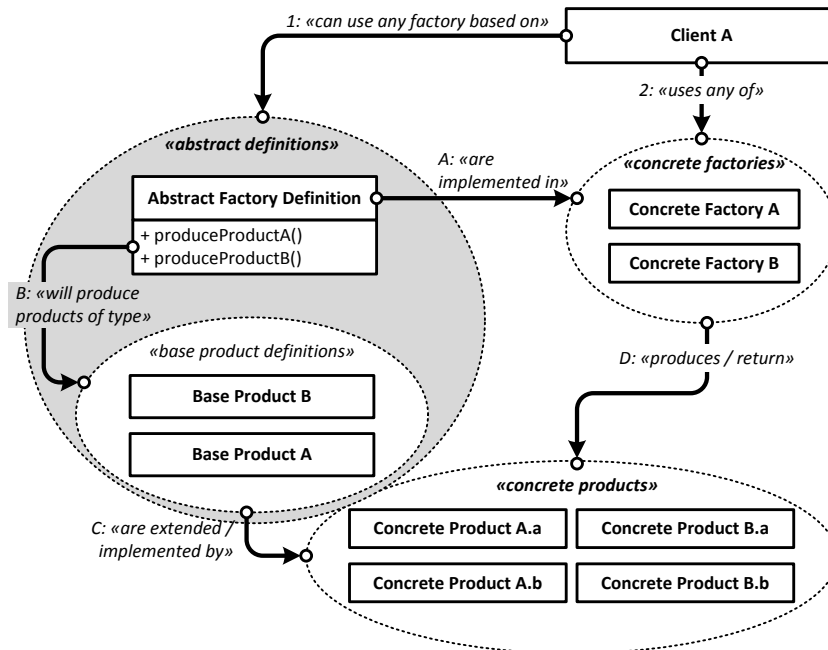 1: «can use any factory based on»
Client A
2: «uses any of»
«abstract definitions»
A: «are
implemented in»
«concrete factories»
Abstract Factory Definition
+ produceProductA()
+ produceProductB()
Concrete Factory A
Concrete Factory B
B: «will produce
products of type»
«base product definitions»
Base Product B
Base Product A
D: «produces / return»
«concrete products»
C: «are extended /
implemented by»
Concrete Product A.a
Concrete Product B.a
Concrete Product A.b
Concrete Product B.b